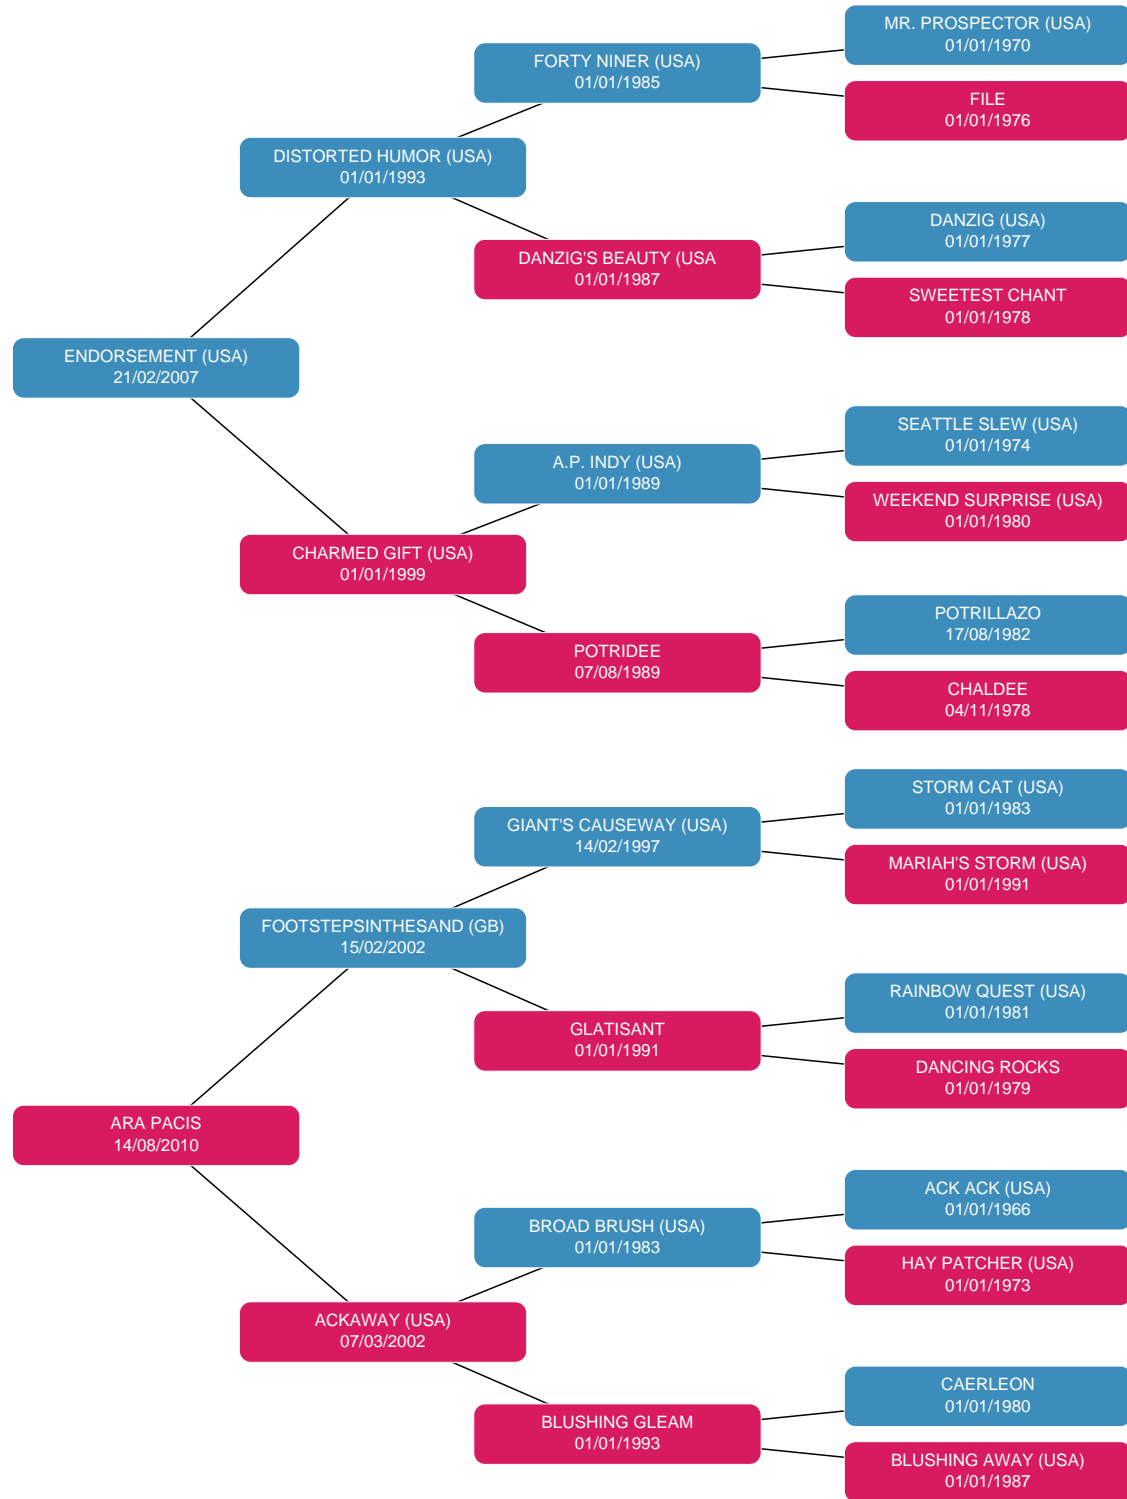 MR. PROSPECTOR (USA)
01/01/1970
FORTY NINER (USA)
01/01/1985
FILE
01/01/1976
DISTORTED HUMOR (USA)
01/01/1993
DANZIG (USA)
01/01/1977
DANZIG'S BEAUTY (USA
01/01/1987
SWEETEST CHANT
01/01/1978
ENDORSEMENT (USA)
21/02/2007
SEATTLE SLEW (USA)
01/01/1974
A.P. INDY (USA)
01/01/1989
WEEKEND SURPRISE (USA)
01/01/1980
CHARMED GIFT (USA)
01/01/1999
POTRILLAZO
17/08/1982
POTRIDEE
07/08/1989
CHALDEE
04/11/1978
STORM CAT (USA)
01/01/1983
GIANT'S CAUSEWAY (USA)
14/02/1997
MARIAH'S STORM (USA)
01/01/1991
FOOTSTEPSINTHESAND (GB)
15/02/2002
RAINBOW QUEST (USA)
01/01/1981
GLATISANT
01/01/1991
DANCING ROCKS
01/01/1979
ARA PACIS
14/08/2010
ACK ACK (USA)
01/01/1966
BROAD BRUSH (USA)
01/01/1983
HAY PATCHER (USA)
01/01/1973
ACKAWAY (USA)
07/03/2002
CAERLEON
01/01/1980
BLUSHING GLEAM
01/01/1993
BLUSHING AWAY (USA)
01/01/1987